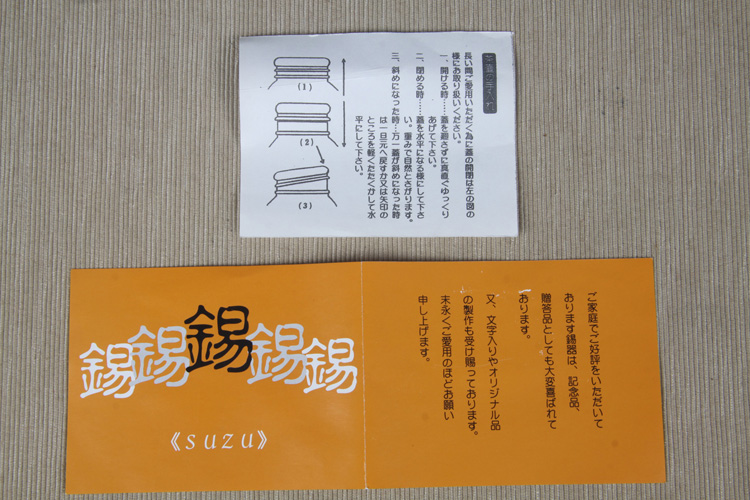 長い間ご愛用いただく為に蓋の開閉は左の図の
様にお取り扱いください。
一、開ける時……蓋を廻さずに真直ぐゆっくり
あげて下さい。
二、閉める時……蓋を水平になる様にして下さ
い。重みで自然とさがります。
三、斜めになった時…万一蓋が斜めになった時
は一旦元へ戻すか又は矢印の
ところを軽くたたくかして水
平にして下さい。
(1)
(2)
(3)
ご家庭でご好評をいただいて
おります錫器は、記念品、
贈答品としても大変喜ばれて
おります。
又、文字入りやオリジナル品
の製作も受け賜っております。
末永くご愛用のほどお願い
申し上げます。
錫錫錫錫錫
《suzu》